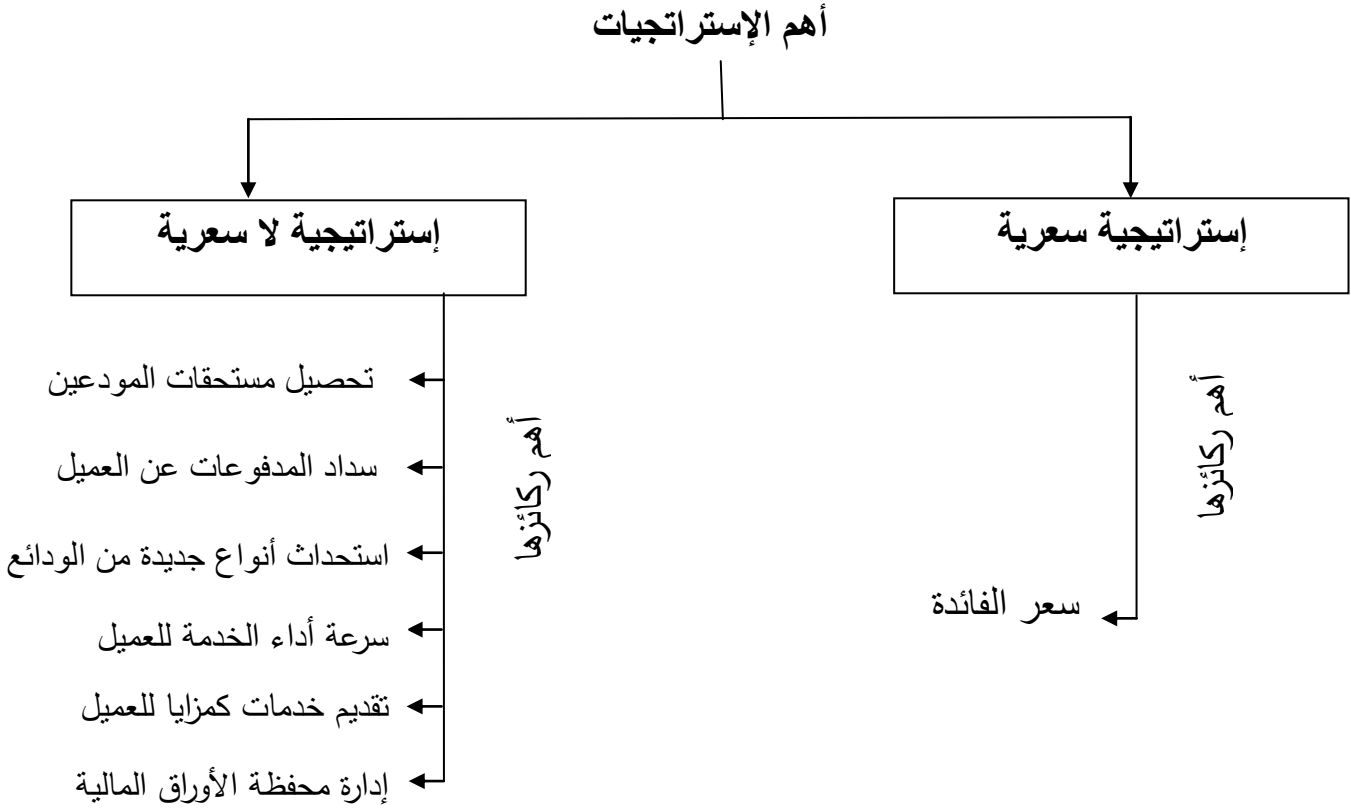 أهم الإستراتجيات
إستراتيجية سعرية
إستراتيجية لا سعرية
أهم ركائزها
سعر الفائدة
أهم ركائزها
تحصيل مستحقات المودعين
سداد المدفوعات عن العميل
استحداث أنواع جديدة من الودائع
سرعة أداء الخدمة للعميل
تقديم خدمات كمزايا للعميل
إدارة محفظة الأوراق المالية